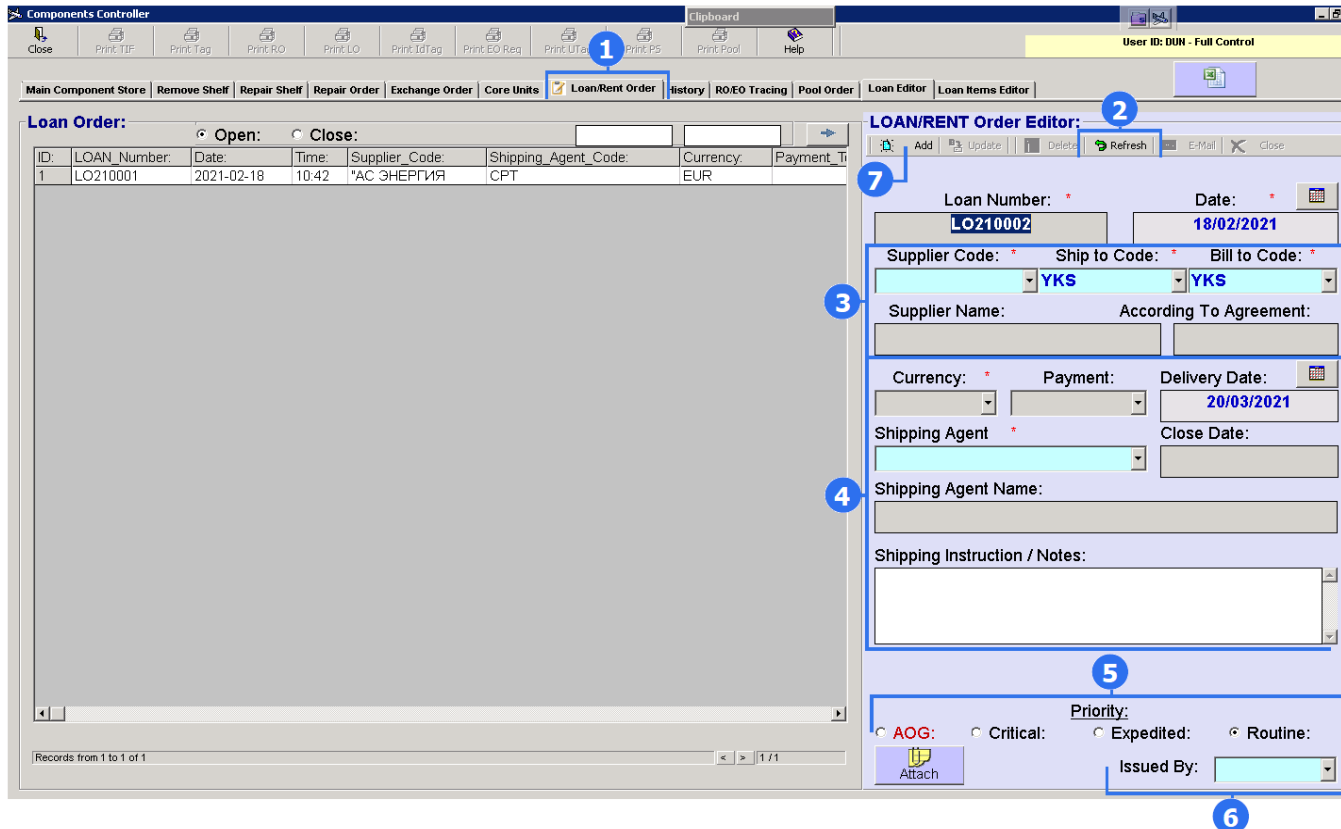 Components Controller
Clipboard
Close Print TIF Print Tag Print RO Print LO Print IdTag Print EO Req Print UTag Print PS Print Pool Help
User ID: DUN - Full Control
1
Main Component Store Remove Shelf Repair Shelf Repair Order Exchange Order Core Units Loan/Rent Order History RO/EO Tracing Pool Order Loan Editor Loan Items Editor
Loan Order:
Open: Close:
ID: LOAN_Number: Date: Time: Supplier_Code: Shipping_Agent_Code: Currency: Payment_T
1 LO210001 2021-02-18 10:42 "АС ЭНЕРГИЯ CPT EUR
Records from 1 to 1 of 1
< > 1/1
LOAN/RENT Order Editor:
2
Add Update Delete Refresh E-Mail Close
7
Loan Number: * Date: *
LO210002 18/02/2021
Supplier Code: * Ship to Code: * Bill to Code: *
YKS YKS
3
Supplier Name: According To Agreement:
Currency: * Payment: Delivery Date:
20/03/2021
Shipping Agent * Close Date:
4
Shipping Agent Name:
Shipping Instruction / Notes:
5
Priority:
AOG: Critical: Expedited: Routine:
Attach
Issued By:
6